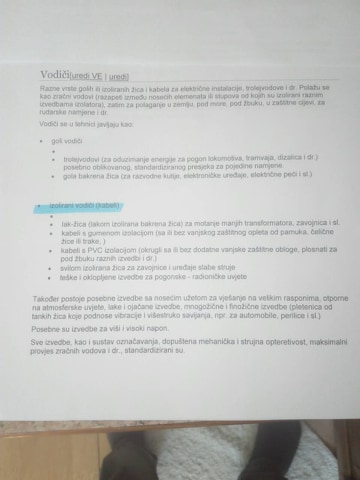 Vodiči[uredi VE | uredi]
Razne vrste golih ili izoliranih žica i kabela za električne instalacije, trolejvodove i dr. Polažu se
kao zračni vodovi (razapeti između nosećih elemenata ili stupova od kojih su izolirani raznim
izvedbama izolatora), zatim za polaganje u zemlju, pod more, pod žbuku, u zaštitne cijevi, za
rudarske namjene i dr.
Vodiči se u tehnici javljaju kao:
• goli vodiči
• trolejvodovi (za oduzimanje energije za pogon lokomotiva, tramvaja, dizalica i dr.)
posebno oblikovanog, standardiziranog presjeka za pojedine namjene;
• gola bakrena žica (za razvodne kutije, elektroničke uređaje, električne peći i sl.)
• izolirani vodiči (kabeli)
• lak-žica (lakom izolirana bakrena žica) za motanje manjih transformatora, zavojnica i sl.
• kabeli s gumenom izolacijom (sa ili bez vanjskog zaštitnog opleta od pamuka, čelične
žice ili trake, )
• kabeli s PVC izolacijom (okrugli sa ili bez dodatne vanjske zaštitne obloge, plosnati za
pod žbuku raznih izvedbi i dr.)
• svilom izolirana žica za zavojnice i uređaje slabe struje
• teške i oklopljene izvedbe za pogonske - radioničke uvjete
Također postoje posebne izvedbe sa nosećim užetom za vješanje na velikim rasponima, otporne
na atmosferske uvjete, lake i ojačane izvedbe, mnogožične i finožične izvedbe (pletenica od
tankih žica koje podnose vibracije i višestruko savijanja, npr. za automobile, perilice i sl.)
Posebne su izvedbe za viši i visoki napon.
Sve izvedbe, kao i sustav označavanja, dopuštena mehanička i strujna opteretivost, maksimalni
provjes zračnih vodova i dr., standardizirani su.